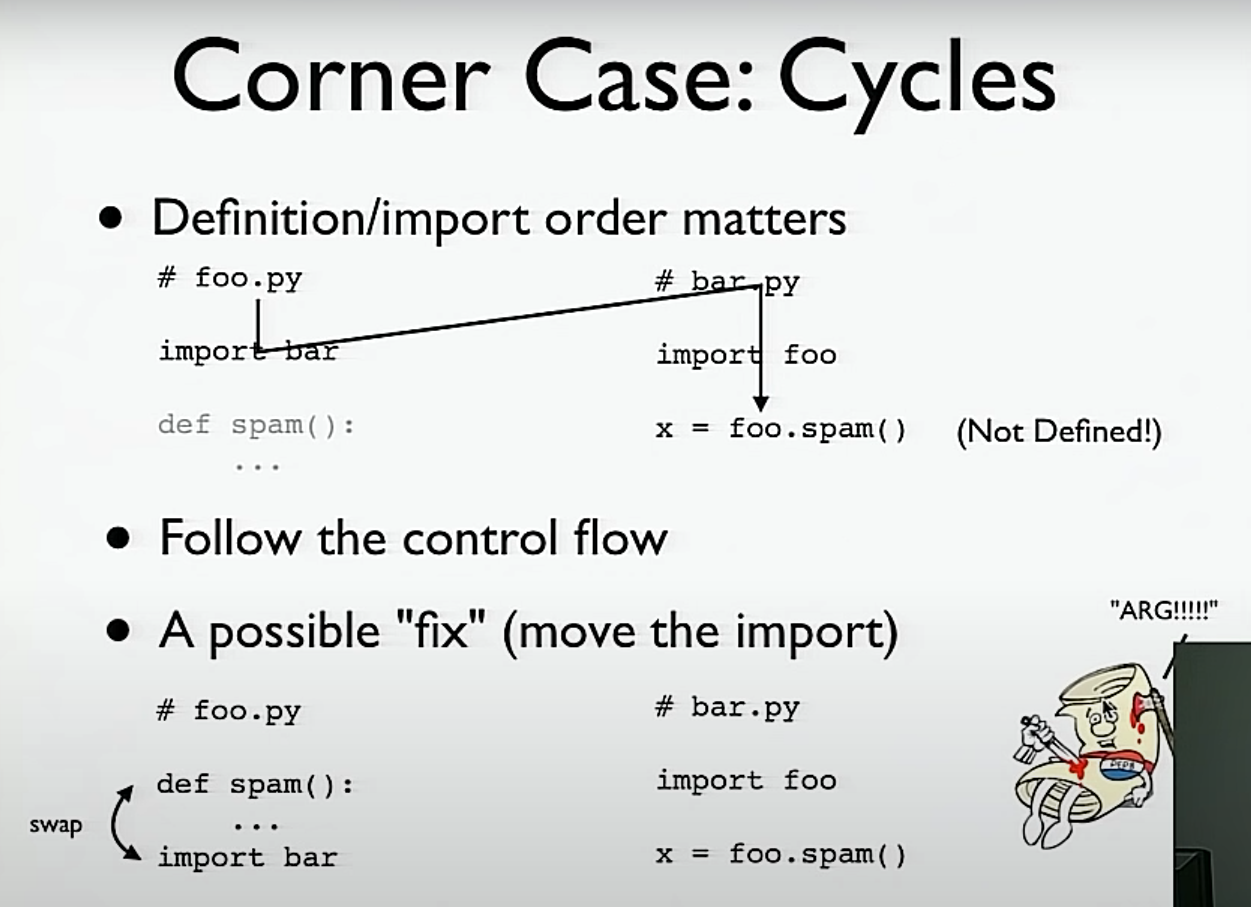 Corner Case: Cycles
• Definition/import order matters
# foo.py
import bar
def spam():
...
# bar.py
import foo
x = foo.spam() (Not Defined!)
• Follow the control flow
• A possible "fix" (move the import)
# foo.py
swap
def spam():
...
import bar
# bar.py
import foo
x = foo.spam()
"ARG!!!!!"
PEP8